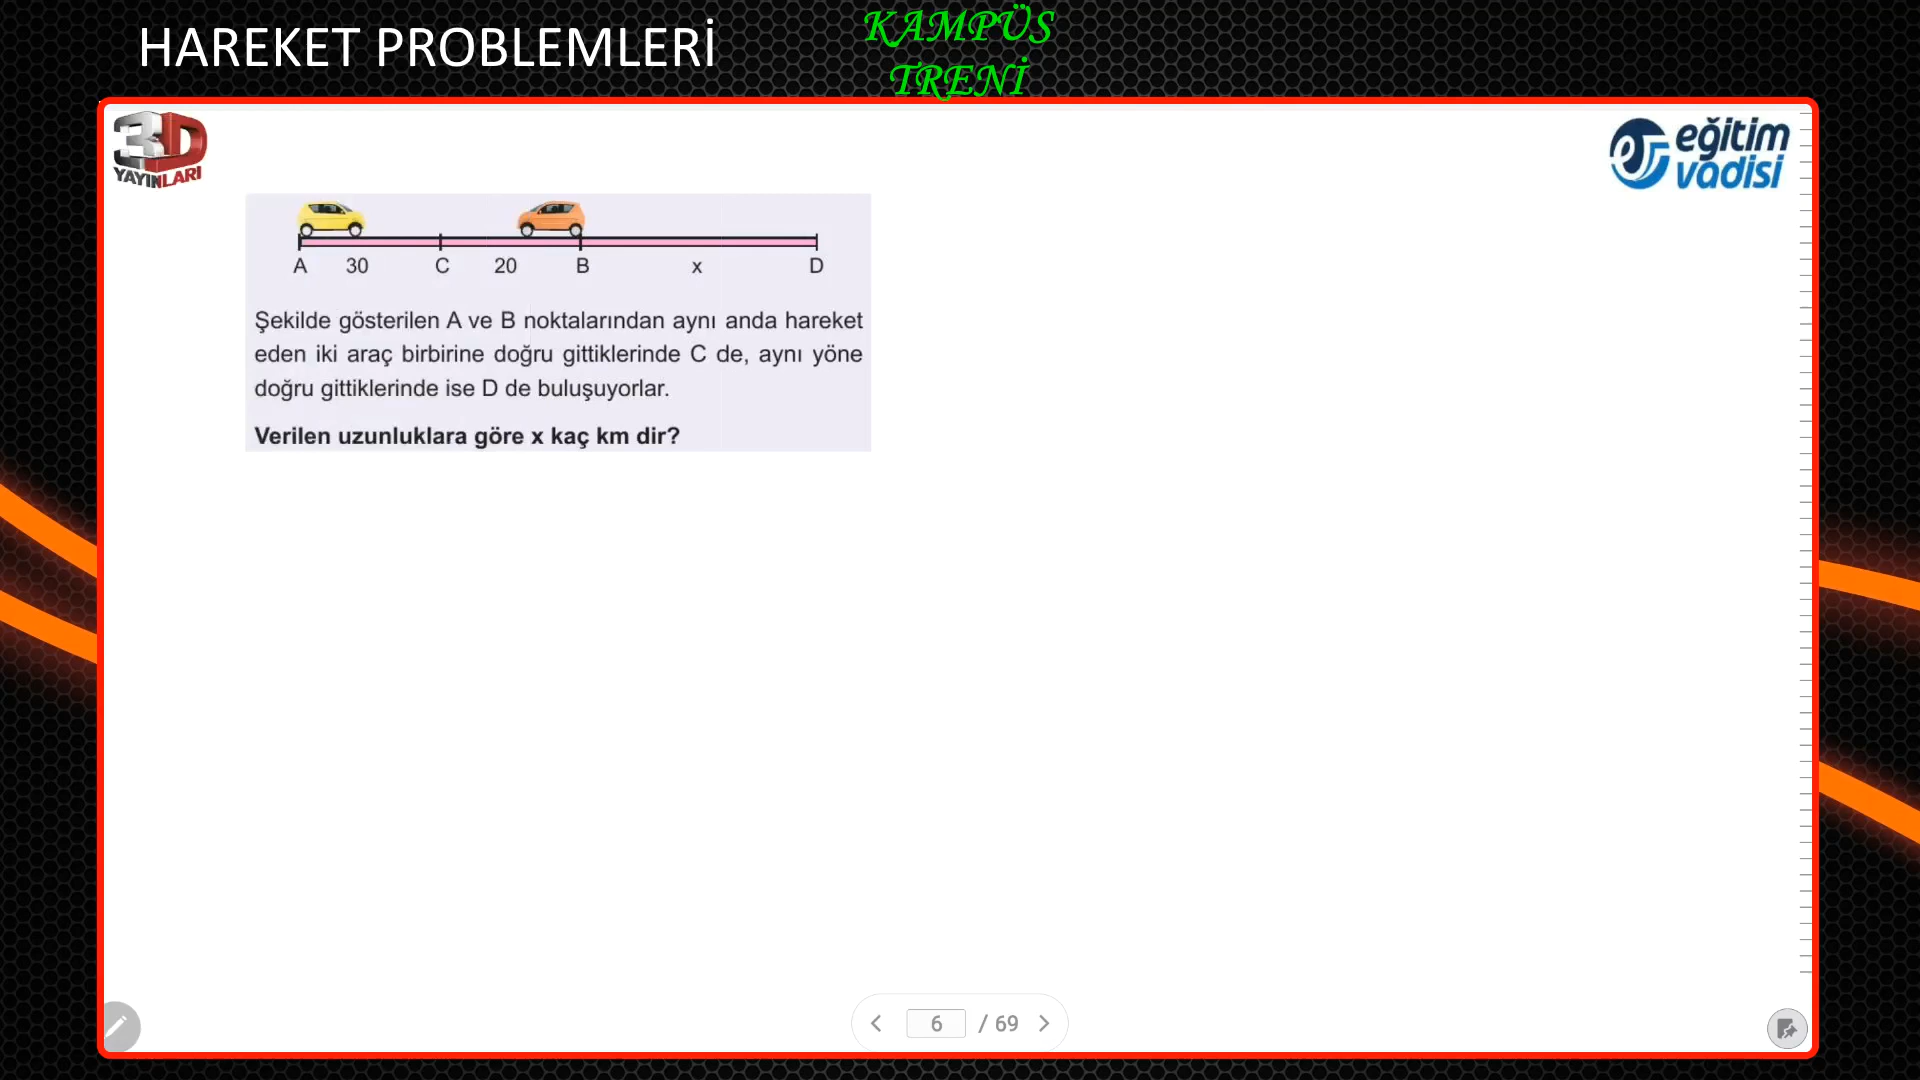 HAREKET PROBLEMLERİ
KAMPÜS
TRENİ
3D
YAYINLARI
eğitim
vadisi
A 30 C 20 B x D
Şekilde gösterilen A ve B noktalarından aynı anda hareket
eden iki araç birbirine doğru gittiklerinde C de, aynı yöne
doğru gittiklerinde ise D de buluşuyorlar.
Verilen uzunluklara göre x kaç km dir?
6 / 69